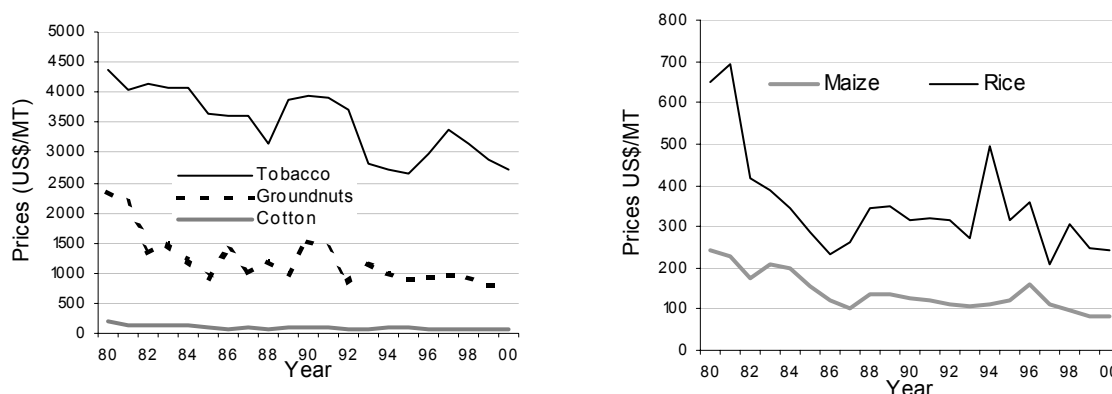 Prices (US$/MT)
5000
4500
4000
3500
3000
2500
2000
1500
1000
500
0
Tobacco
Groundnuts
Cotton
80 82 84 86 88 90 92 94 96 98 00
Year
Prices US$/MT
800
700
600
500
400
300
200
100
0
Maize Rice
80 82 84 86 88 90 92 94 96 98 00
Year